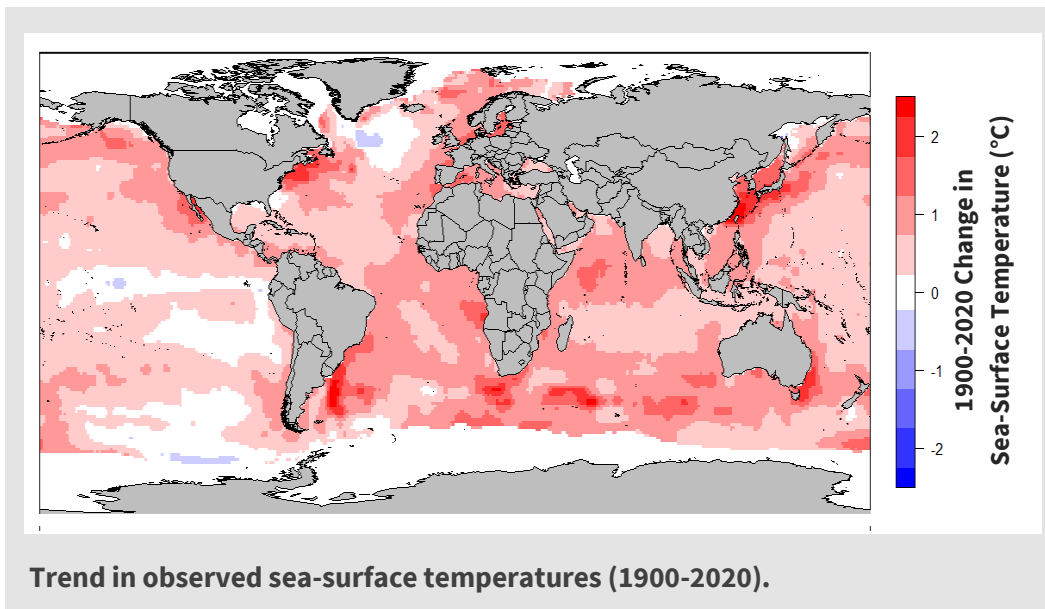 2
1
0
-1
-2
1900-2020 Change in
Sea-Surface Temperature (°C)
Trend in observed sea-surface temperatures (1900-2020).